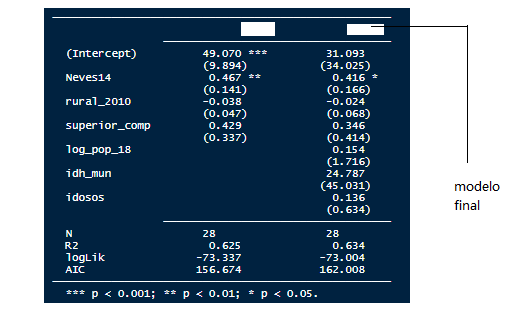 (Intercept) 49.070 *** 31.093
(9.894) (34.025)
Neves14 0.467 ** 0.416 *
(0.141) (0.166)
rural_2010 -0.038 -0.024
(0.047) (0.068)
superior_comp 0.429 0.346
(0.337) (0.414)
log_pop_18 0.154
(1.716)
idh_mun 24.787
(45.031)
idosos 0.136
(0.634)
N 28 28
R2 0.625 0.634
logLik -73.337 -73.004
AIC 156.674 162.008
*** p < 0.001; ** p < 0.01; * p < 0.05.
modelo
final